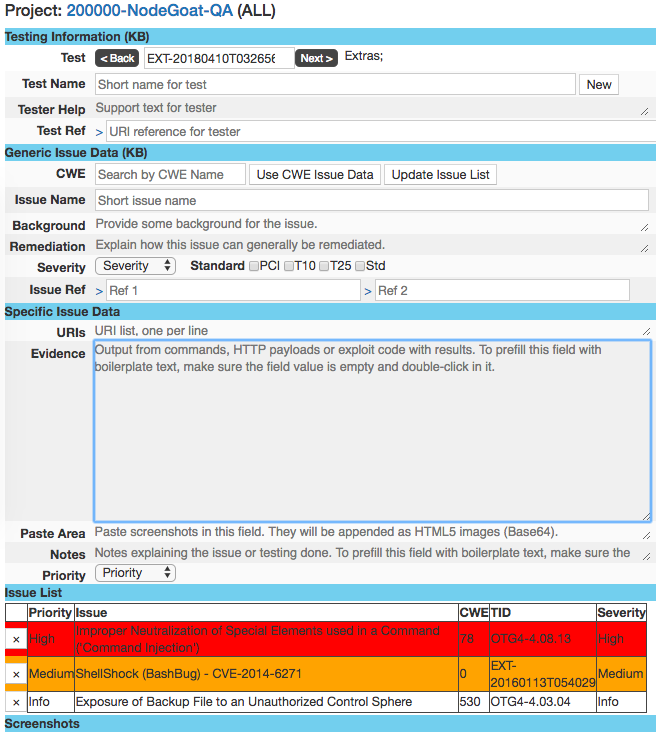 Project: 200000-NodeGoat-QA (ALL)
Testing Information (KB)
Test < Back EXT-20180410T032656 Next > Extras;
Test Name Short name for test New
Tester Help Support text for tester
Test Ref > URI reference for tester
Generic Issue Data (KB)
CWE Search by CWE Name Use CWE Issue Data Update Issue List
Issue Name Short issue name
Background Provide some background for the issue.
Remediation Explain how this issue can generally be remediated.
Severity Severity Standard PCI T10 T25 Std
Issue Ref > Ref 1 > Ref 2
Specific Issue Data
URIs URI list, one per line
Evidence Output from commands, HTTP payloads or exploit code with results. To prefill this field with
boilerplate text, make sure the field value is empty and double-click in it.
Paste Area Paste screenshots in this field. They will be appended as HTML5 images (Base64).
Notes Notes explaining the issue or testing done. To prefill this field with boilerplate text, make sure the
Priority Priority
Issue List
Priority Issue CWE TID Severity
x High Improper Neutralization of Special Elements used in a Command 78 OTG4-4.08.13 High
('Command Injection')
x Medium ShellShock (BashBug) - CVE-2014-6271 0 EXT- Medium
20160113T054029
x Info Exposure of Backup File to an Unauthorized Control Sphere 530 OTG4-4.03.04 Info
Screenshots